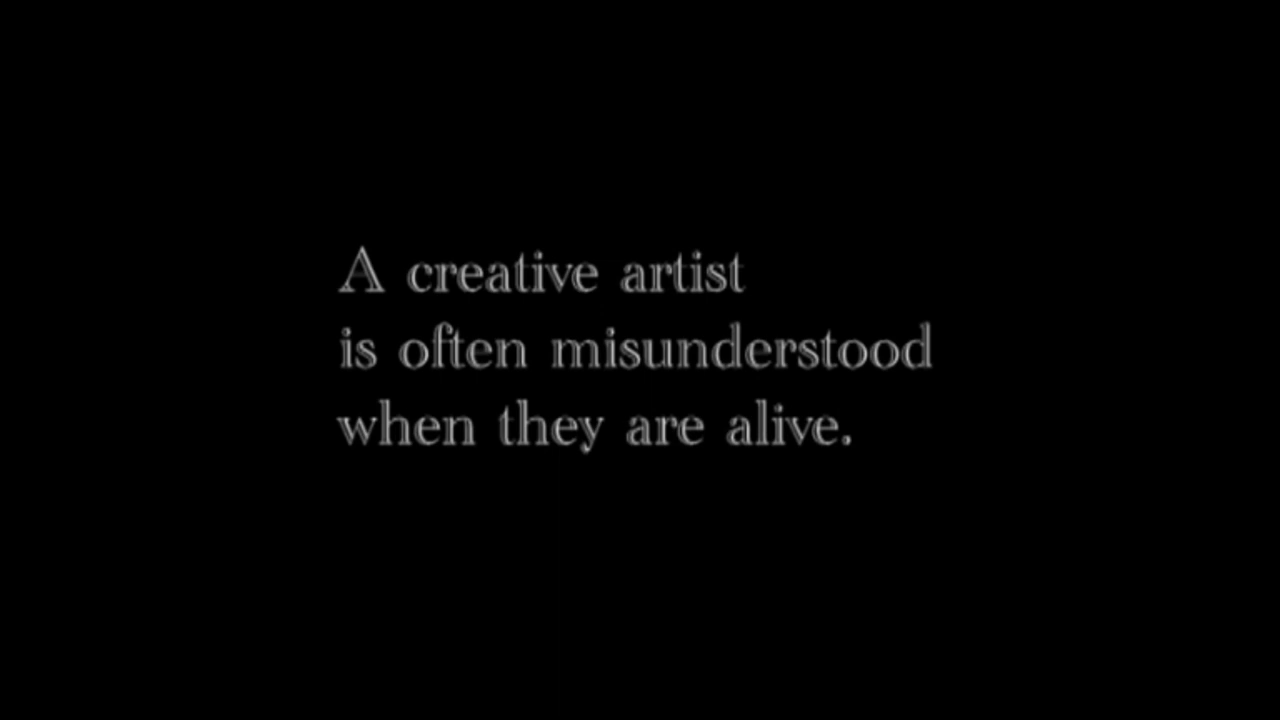 A creative artist
is often misunderstood
when they are alive.